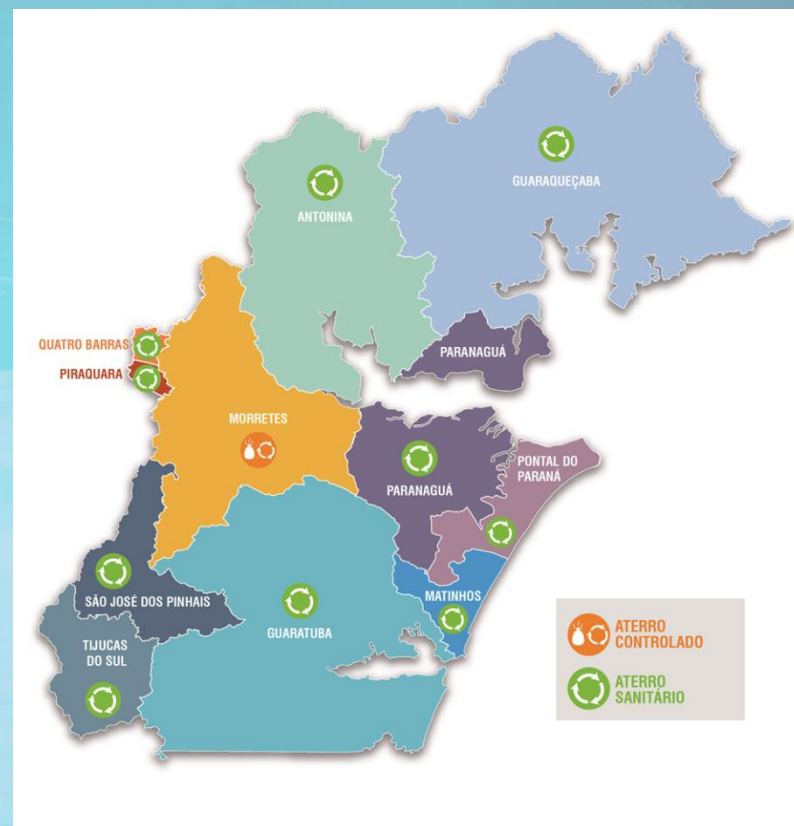 GUARAQUEÇABA
ANTONINA
QUATRO BARRAS
PARANAGUÁ
PIRAQUARA
MORRETES
PONTAL DO
PARANÁ
PARANAGUÁ
SÃO JOSÉ DOS PINHAIS
MATINHOS
GUARATUBA
TIJUCAS
DO SUL
ATERRO
CONTROLADO
ATERRO
SANITÁRIO